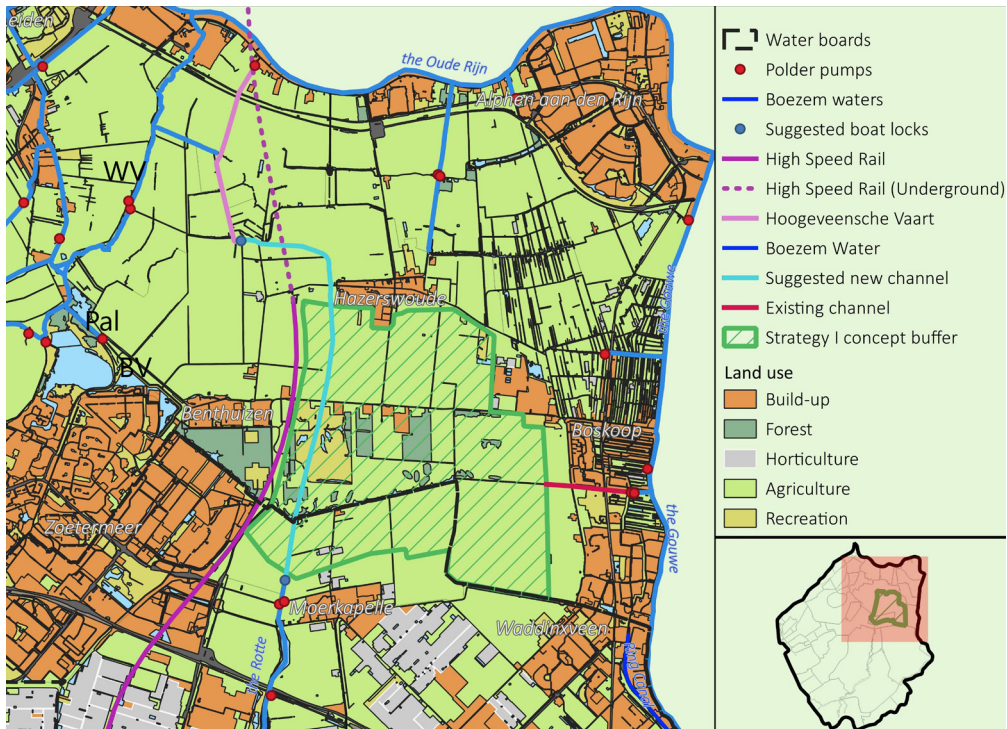 Leiden
the Oude Rijn
Alphen aan den Rijn
WV
Hazerswoude
Pal
BV
Benthuizen
Boskoop
Zoetermeer
the Gouwe
Moerkapelle
Waddinxveen
the Rotte
Water boards
Polder pumps
Boezem waters
Suggested boat locks
High Speed Rail
High Speed Rail (Underground)
Hoogeveensche Vaart
Boezem Water
Suggested new channel
Existing channel
Strategy I concept buffer
Land use
Build-up
Forest
Horticulture
Agriculture
Recreation